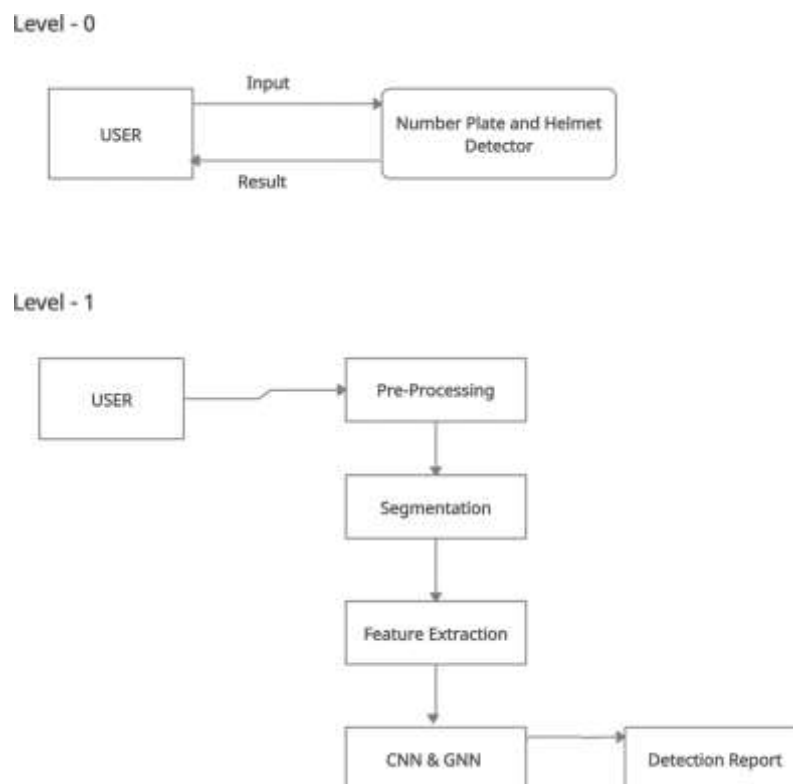 Level - 0
Input
USER
Number Plate and Helmet
Detector
Result
Level - 1
USER
Pre-Processing
Segmentation
Feature Extraction
CNN & GNN
Detection Report